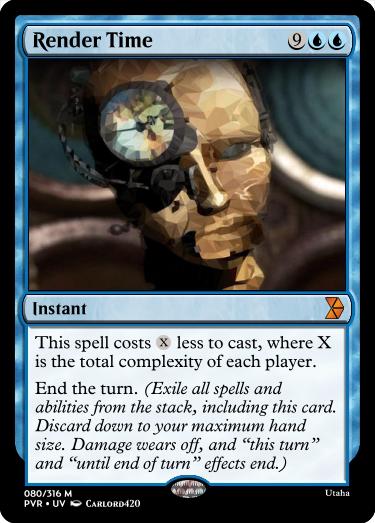 Render Time 9
Instant
This spell costs X less to cast, where X
is the total complexity of each player.
End the turn. (Exile all spells and
abilities from the stack, including this card.
Discard down to your maximum hand
size. Damage wears off, and “this turn”
and “until end of turn” effects end.)
080/316 M
Utaha
PVR • UV Carlord420